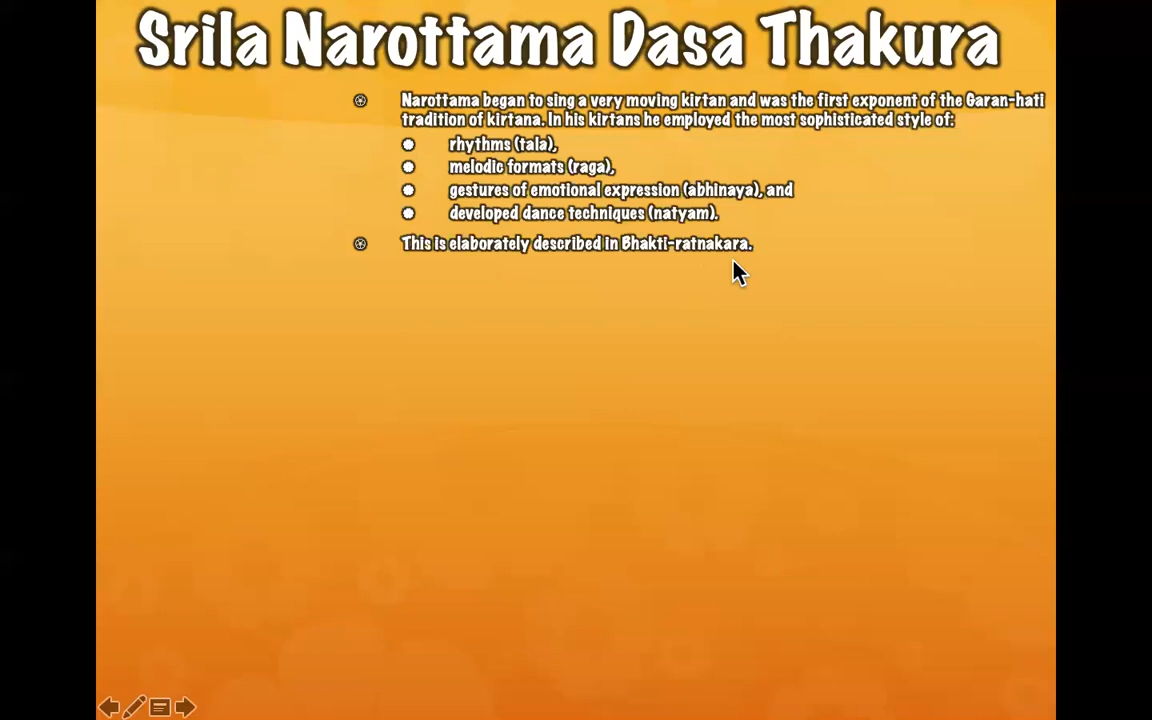 Srila Narottama Dasa Thakura
Narottama began to sing a very moving kirtan and was the first exponent of the Garan-hati
tradition of kirtana. In his kirtans he employed the most sophisticated style of:
rhythms (tala),
melodic formats (raga),
gestures of emotional expression (abhinaya), and
developed dance techniques (natyam).
This is elaborately described in Bhakti-ratnakara.